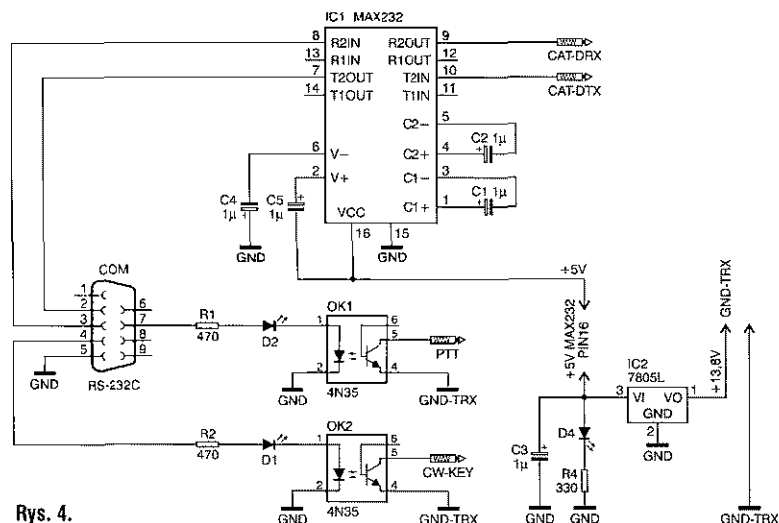 IC1 MAX232
8 R2IN R2OUT 9
13 R1IN R1OUT 12
7 T2OUT T2IN 10
14 T1OUT T1IN 11
CAT-DRX
CAT-DTX
C2- 5
6 V- C2+ 4
C2 1µ
2 V+ C1- 3
C1+ 1
C1 1µ
C4
1µ
C5
1µ
VCC
16 15
GND
GND
+5V
COM
1
2
3
4
5
6
7
8
9
GND
RS-232C
R1
470
D2
OK1
1
2
6
5
4
4N35
PTT
GND
GND-TRX
R2
470
D1
OK2
1
2
6
5
4
4N35
CW-KEY
GND
GND-TRX
+5V MAX232
PIN16
IC2
7805L
3 VI VO 1
GND
2
GND
+13,8V
GND-TRX
C3
1µ
D4
R4
330
GND
GND
GND-TRX
Rys. 4.